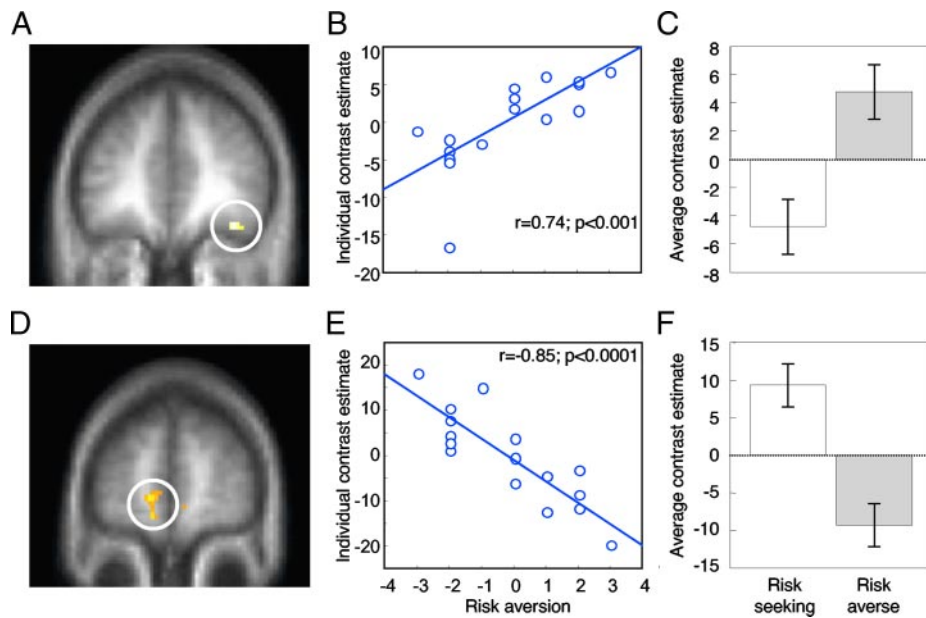 A
B
C
Individual contrast estimate
10
5
0
-5
-10
-15
-20
r=0.74; p<0.001
Average contrast estimate
8
6
4
2
0
-2
-4
-6
-8
D
E
F
Individual contrast estimate
20
10
0
-10
-20
r=-0.85; p<0.0001
-4 -3 -2 -1 0 1 2 3 4
Risk aversion
Average contrast estimate
15
10
5
0
-5
-10
-15
Risk
seeking
Risk
averse